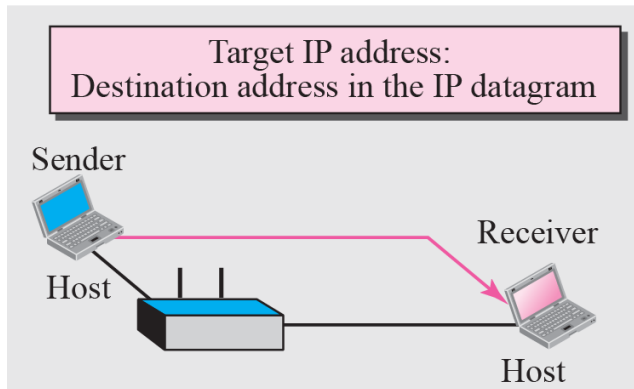 Target IP address:
Destination address in the IP datagram
Sender
Receiver
Host
Host